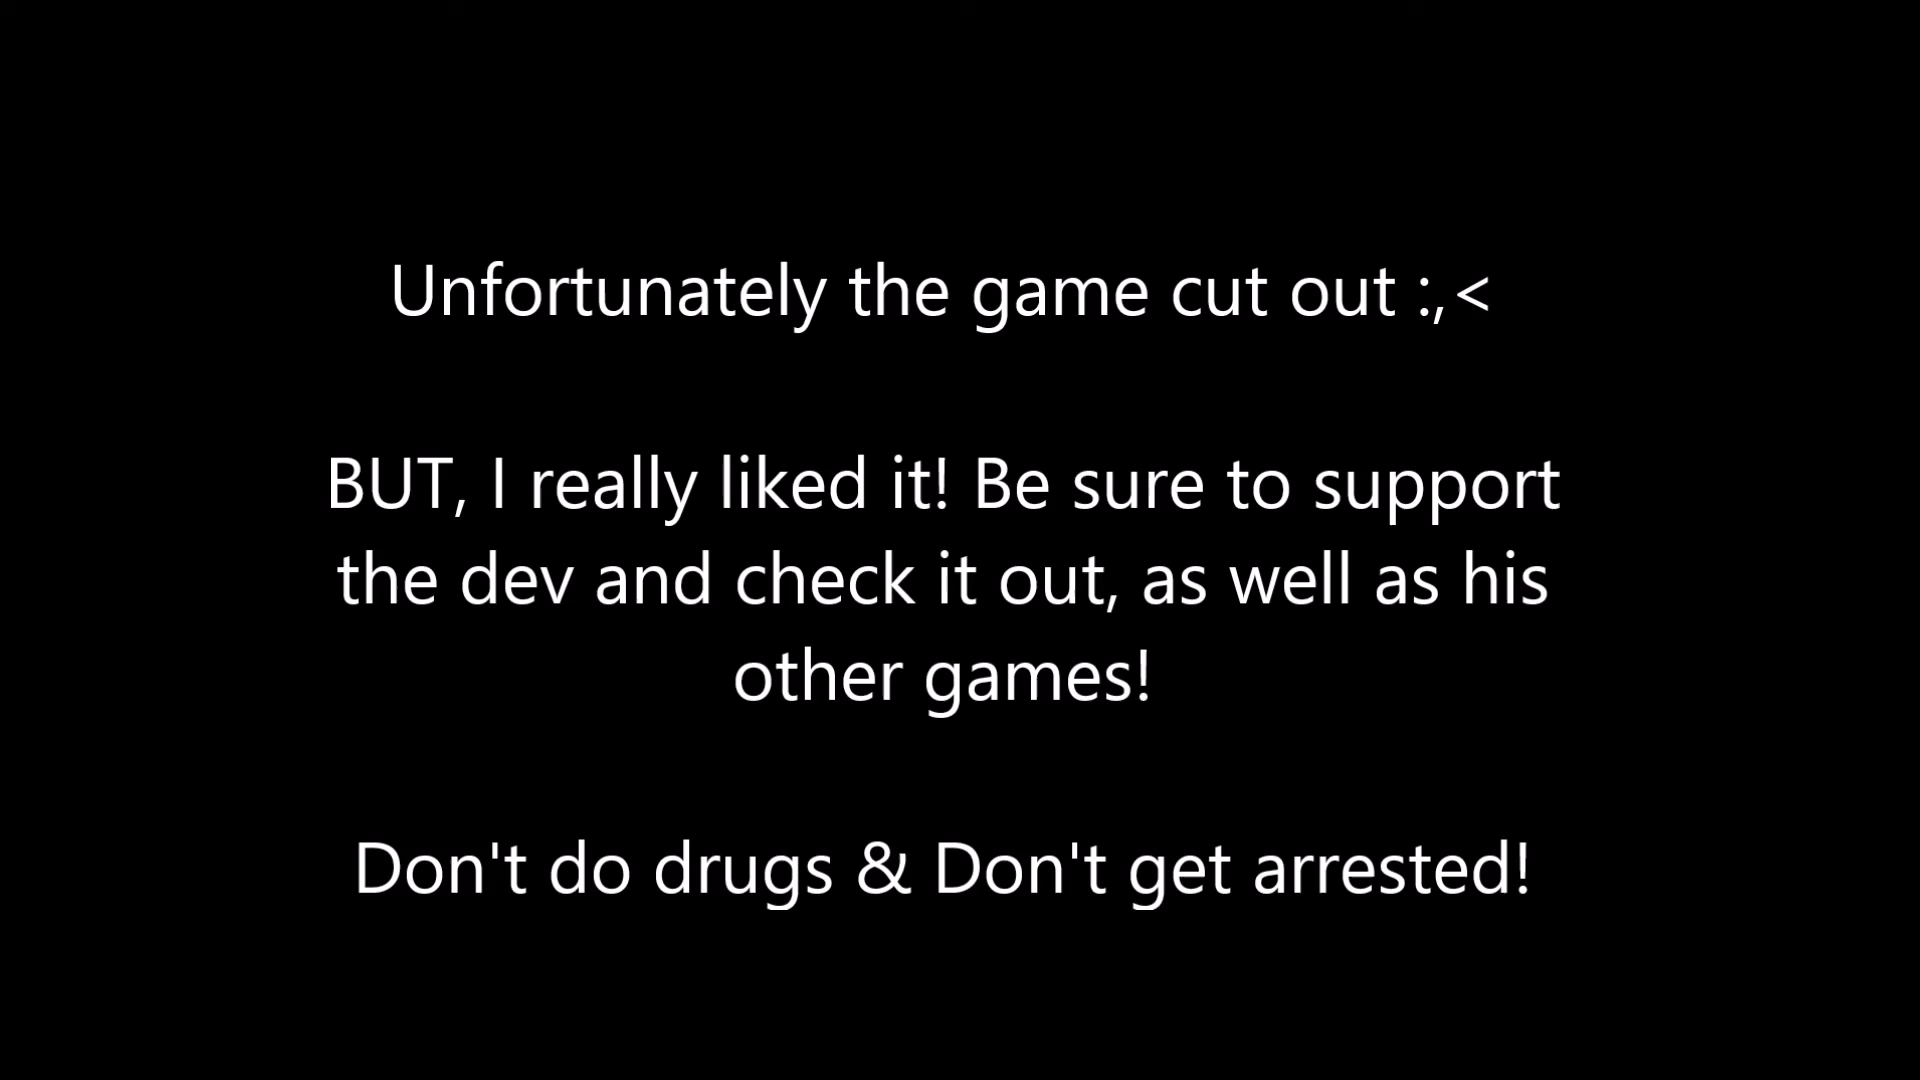 Unfortunately the game cut out :,<
BUT, I really liked it! Be sure to support
the dev and check it out, as well as his
other games!
Don't do drugs & Don't get arrested!